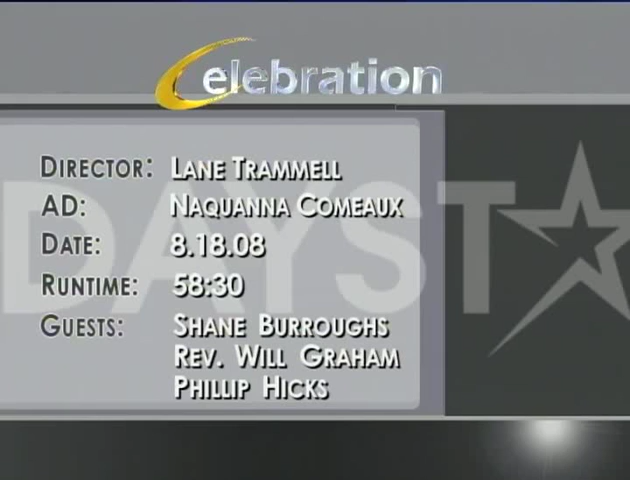 Celebration
DAYST
DIRECTOR: LANE TRAMMELL
AD: NAQUANNA COMEAUX
DATE: 8.18.08
RUNTIME: 58:30
GUESTS: SHANE BURROUGHS
REV. WILL GRAHAM
PHILLIP HICKS